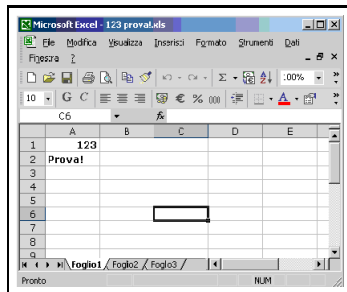 Microsoft Excel - 123 prova!.xls
File Modifica Visualizza Inserisci Formato Strumenti Dati
Finestra ?
100%
10 G C € % 000 A
C6 fx
A B C D E
1 123
2 Prova!
3
4
5
6
7
8
9
Foglio1 Foglio2 Foglio3
Pronto NUM